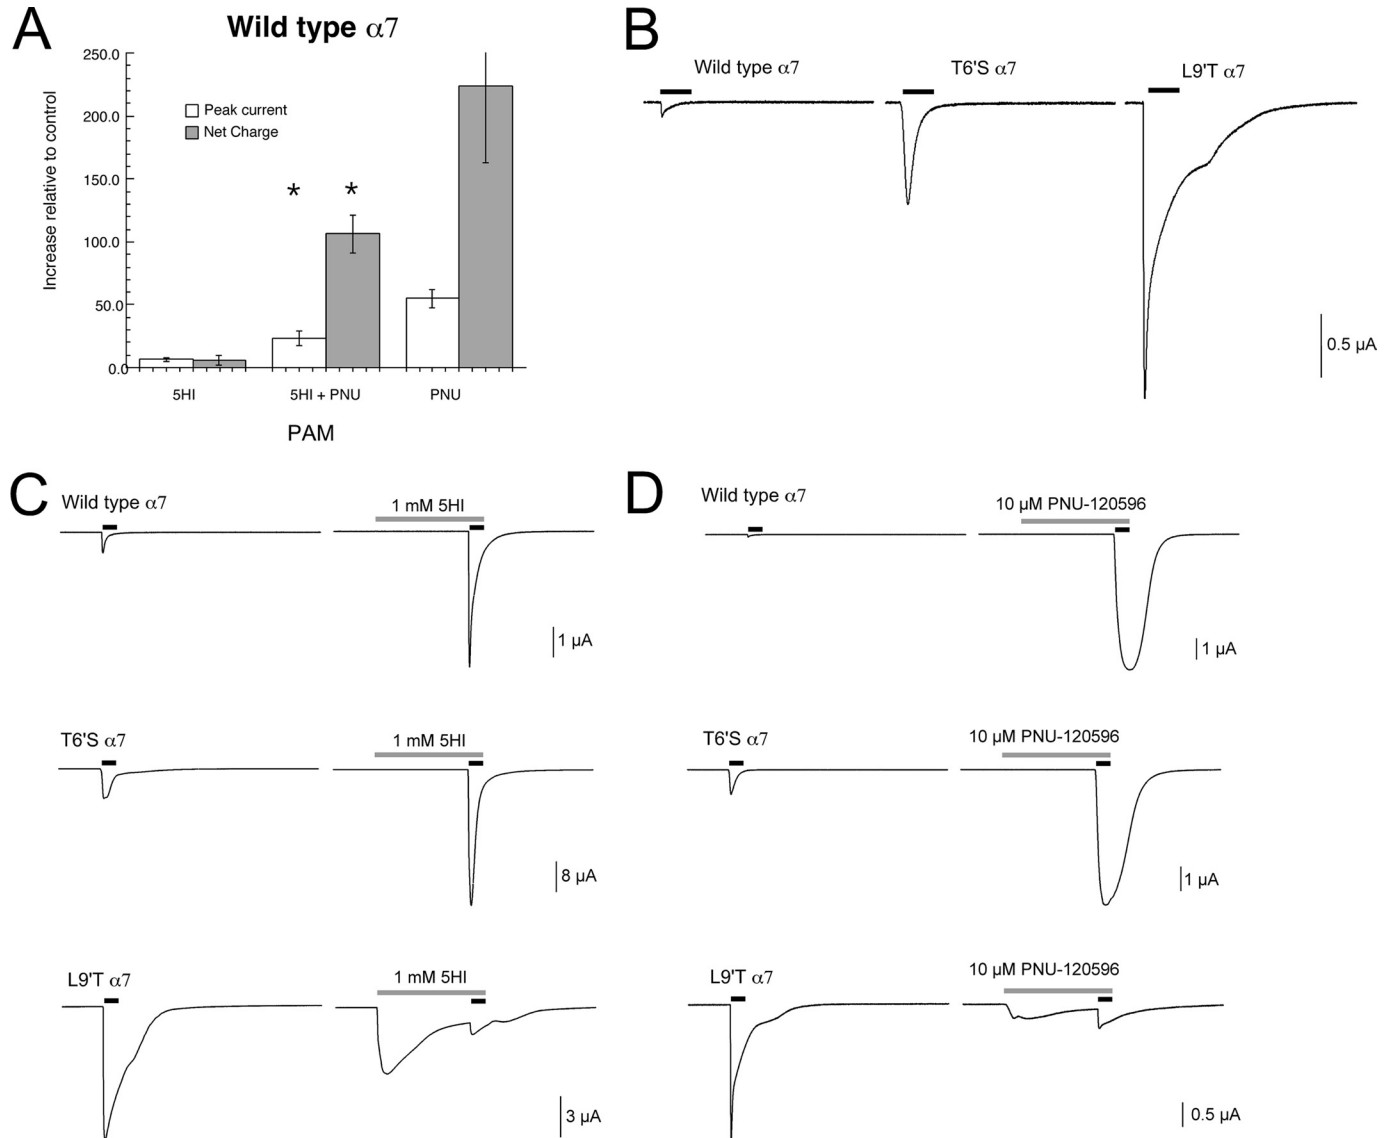 A
Wild type α7
Increase relative to control
250.0
200.0
150.0
100.0
50.0
0.0
Peak current
Net Charge
*
*
5HI
5HI + PNU
PNU
PAM
B
Wild type α7
T6'S α7
L9'T α7
0.5 µA
C
Wild type α7
1 mM 5HI
1 µA
T6'S α7
1 mM 5HI
8 µA
L9'T α7
1 mM 5HI
3 µA
D
Wild type α7
10 µM PNU-120596
1 µA
T6'S α7
10 µM PNU-120596
1 µA
L9'T α7
10 µM PNU-120596
0.5 µA